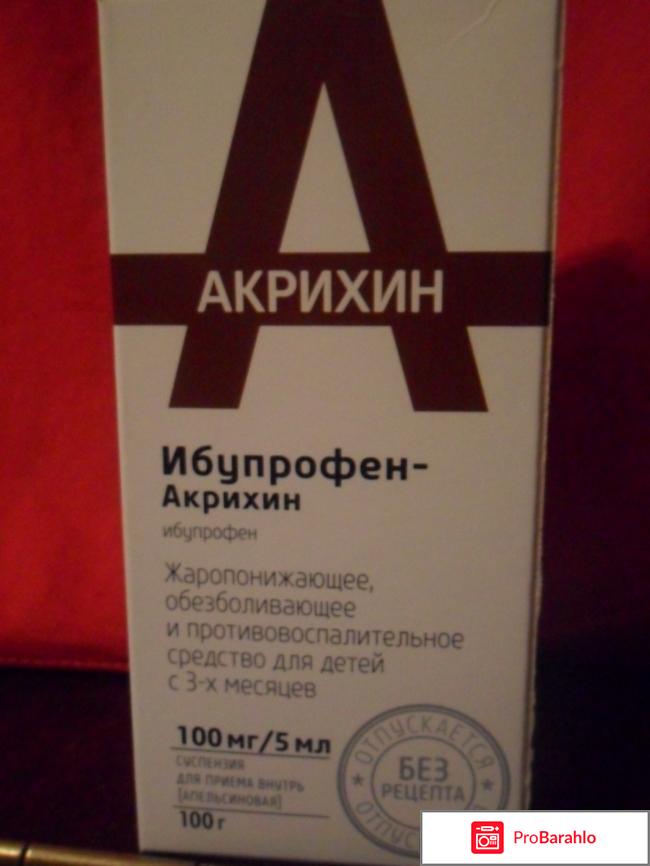 АКРИХИН
Ибупрофен-
Акрихин
ибупрофен
Жаропонижающее,
обезболивающее
и противовоспалительное
средство для детей
с 3-х месяцев
100 мг/5 мл
СУСПЕНЗИЯ
ДЛЯ ПРИЕМА ВНУТРЬ
(АПЕЛЬСИНОВАЯ)
100 г
ОТПУСКАЕТСЯ
БЕЗ
РЕЦЕПТА
ProBarahlo